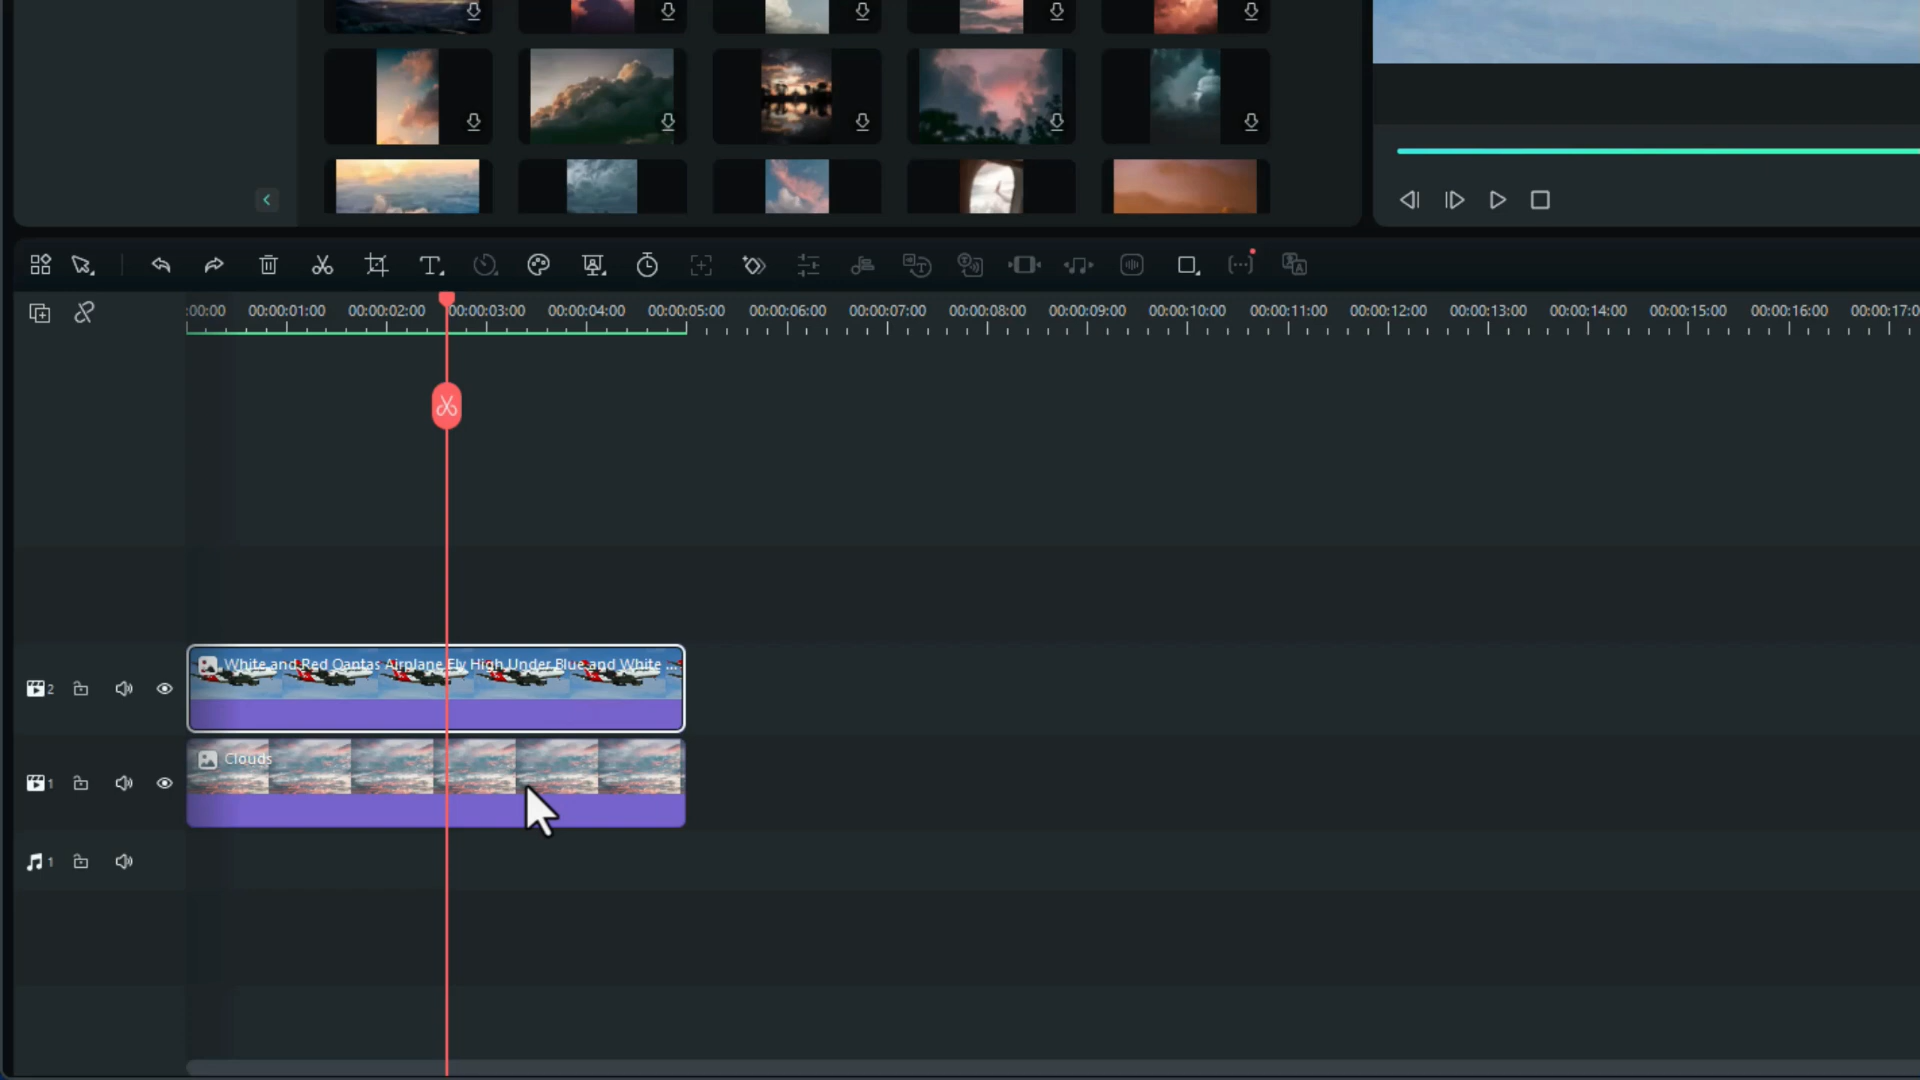 :00:00 00:00:01:00 00:00:02:00 00:00:03:00 00:00:04:00 00:00:05:00 00:00:06:00 00:00:07:00 00:00:08:00 00:00:09:00 00:00:10:00 00:00:11:00 00:00:12:00 00:00:13:00 00:00:14:00 00:00:15:00 00:00:16:00 00:00:17:0
White and Red Qantas Airplane Fly High Under Blue and White ...
2
Clouds
1
1